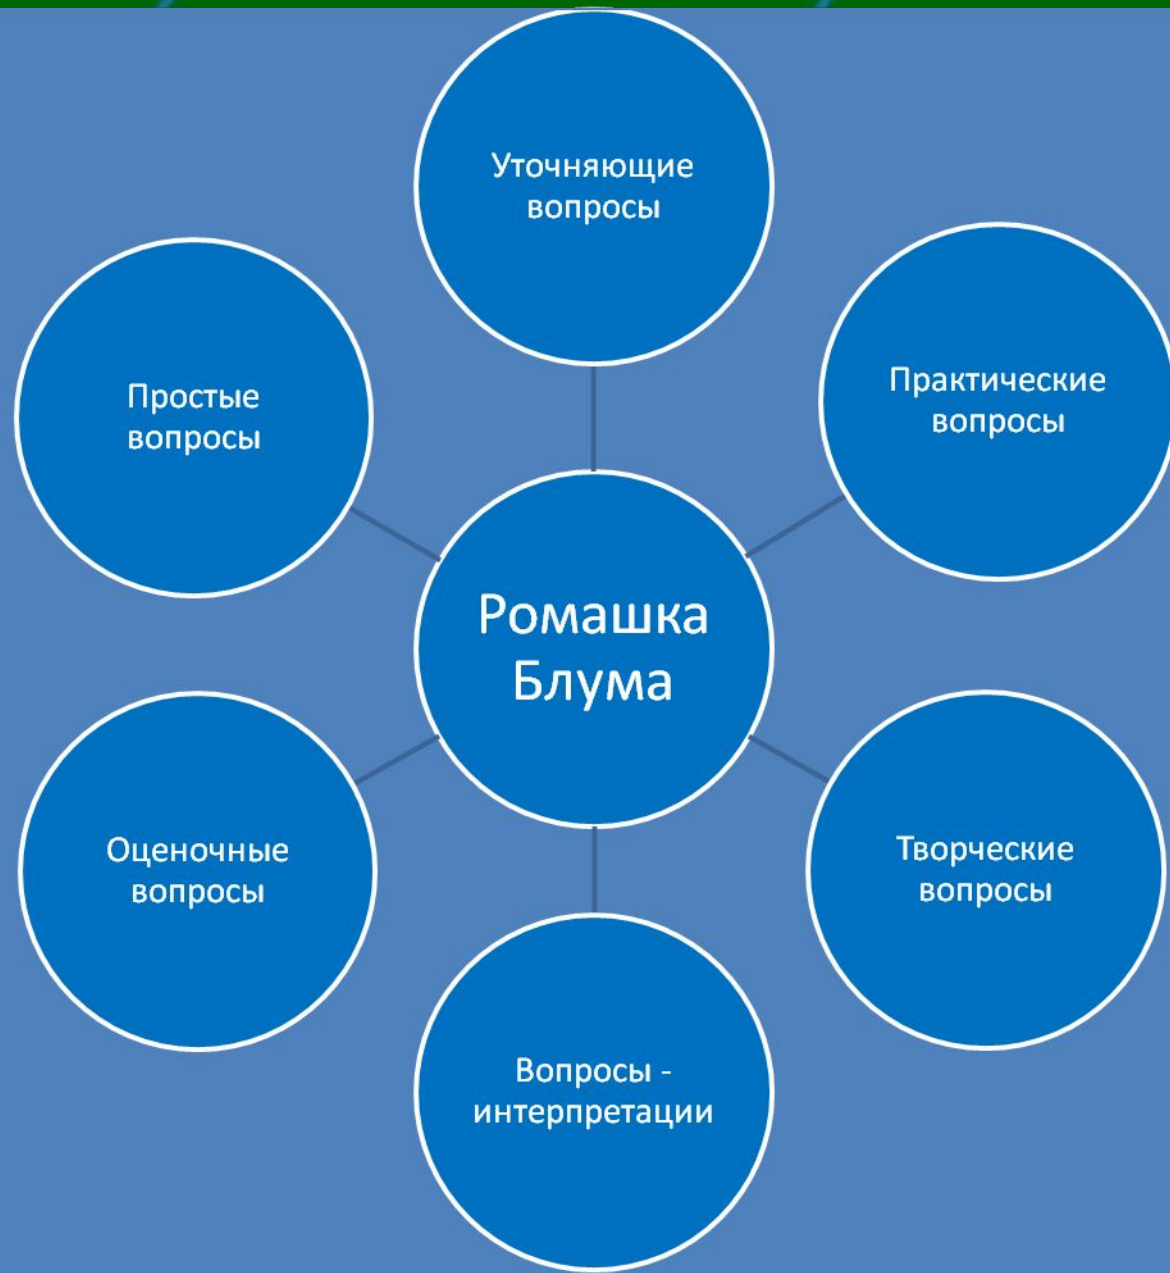 Уточняющие
вопросы
Простые
вопросы
Практические
вопросы
Ромашка
Блума
Оценочные
вопросы
Творческие
вопросы
Вопросы -
интерпретации